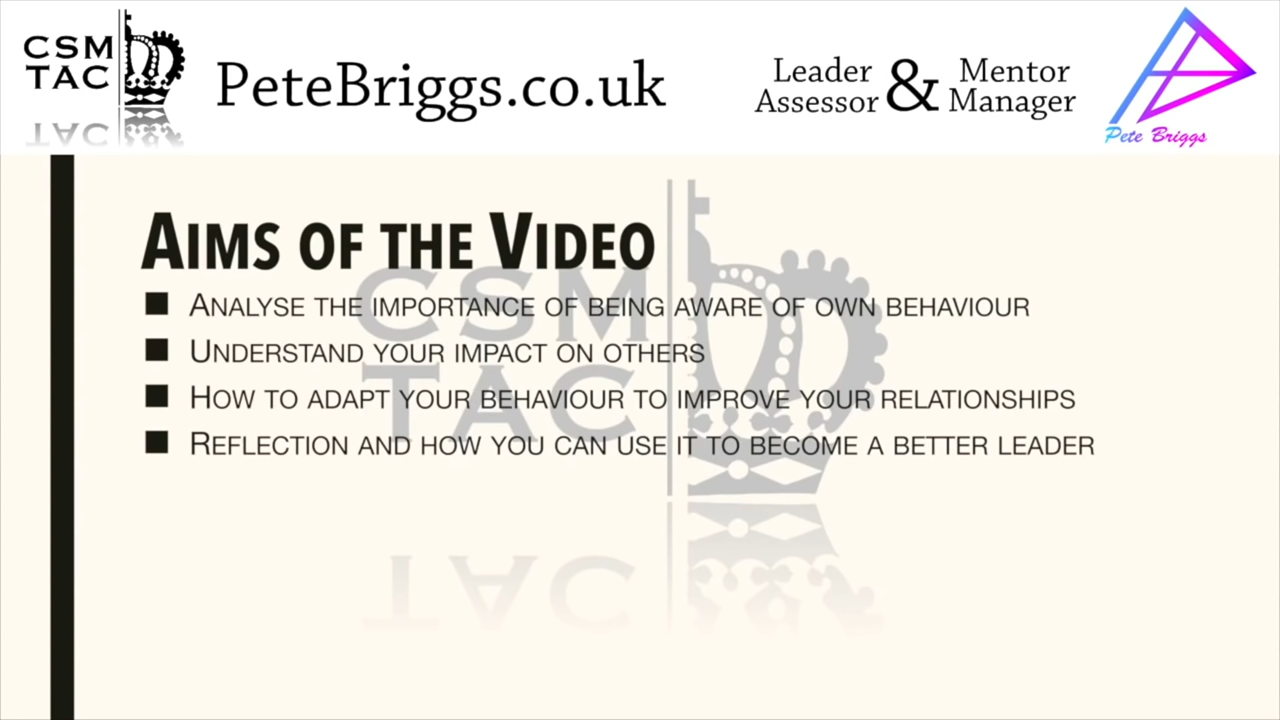 CSM
TAC
PeteBriggs.co.uk
Leader
Assessor
&
Mentor
Manager
Pete Briggs
AIMS OF THE VIDEO
ANALYSE THE IMPORTANCE OF BEING AWARE OF OWN BEHAVIOUR
UNDERSTAND YOUR IMPACT ON OTHERS
HOW TO ADAPT YOUR BEHAVIOUR TO IMPROVE YOUR RELATIONSHIPS
REFLECTION AND HOW YOU CAN USE IT TO BECOME A BETTER LEADER
CSM
TAC